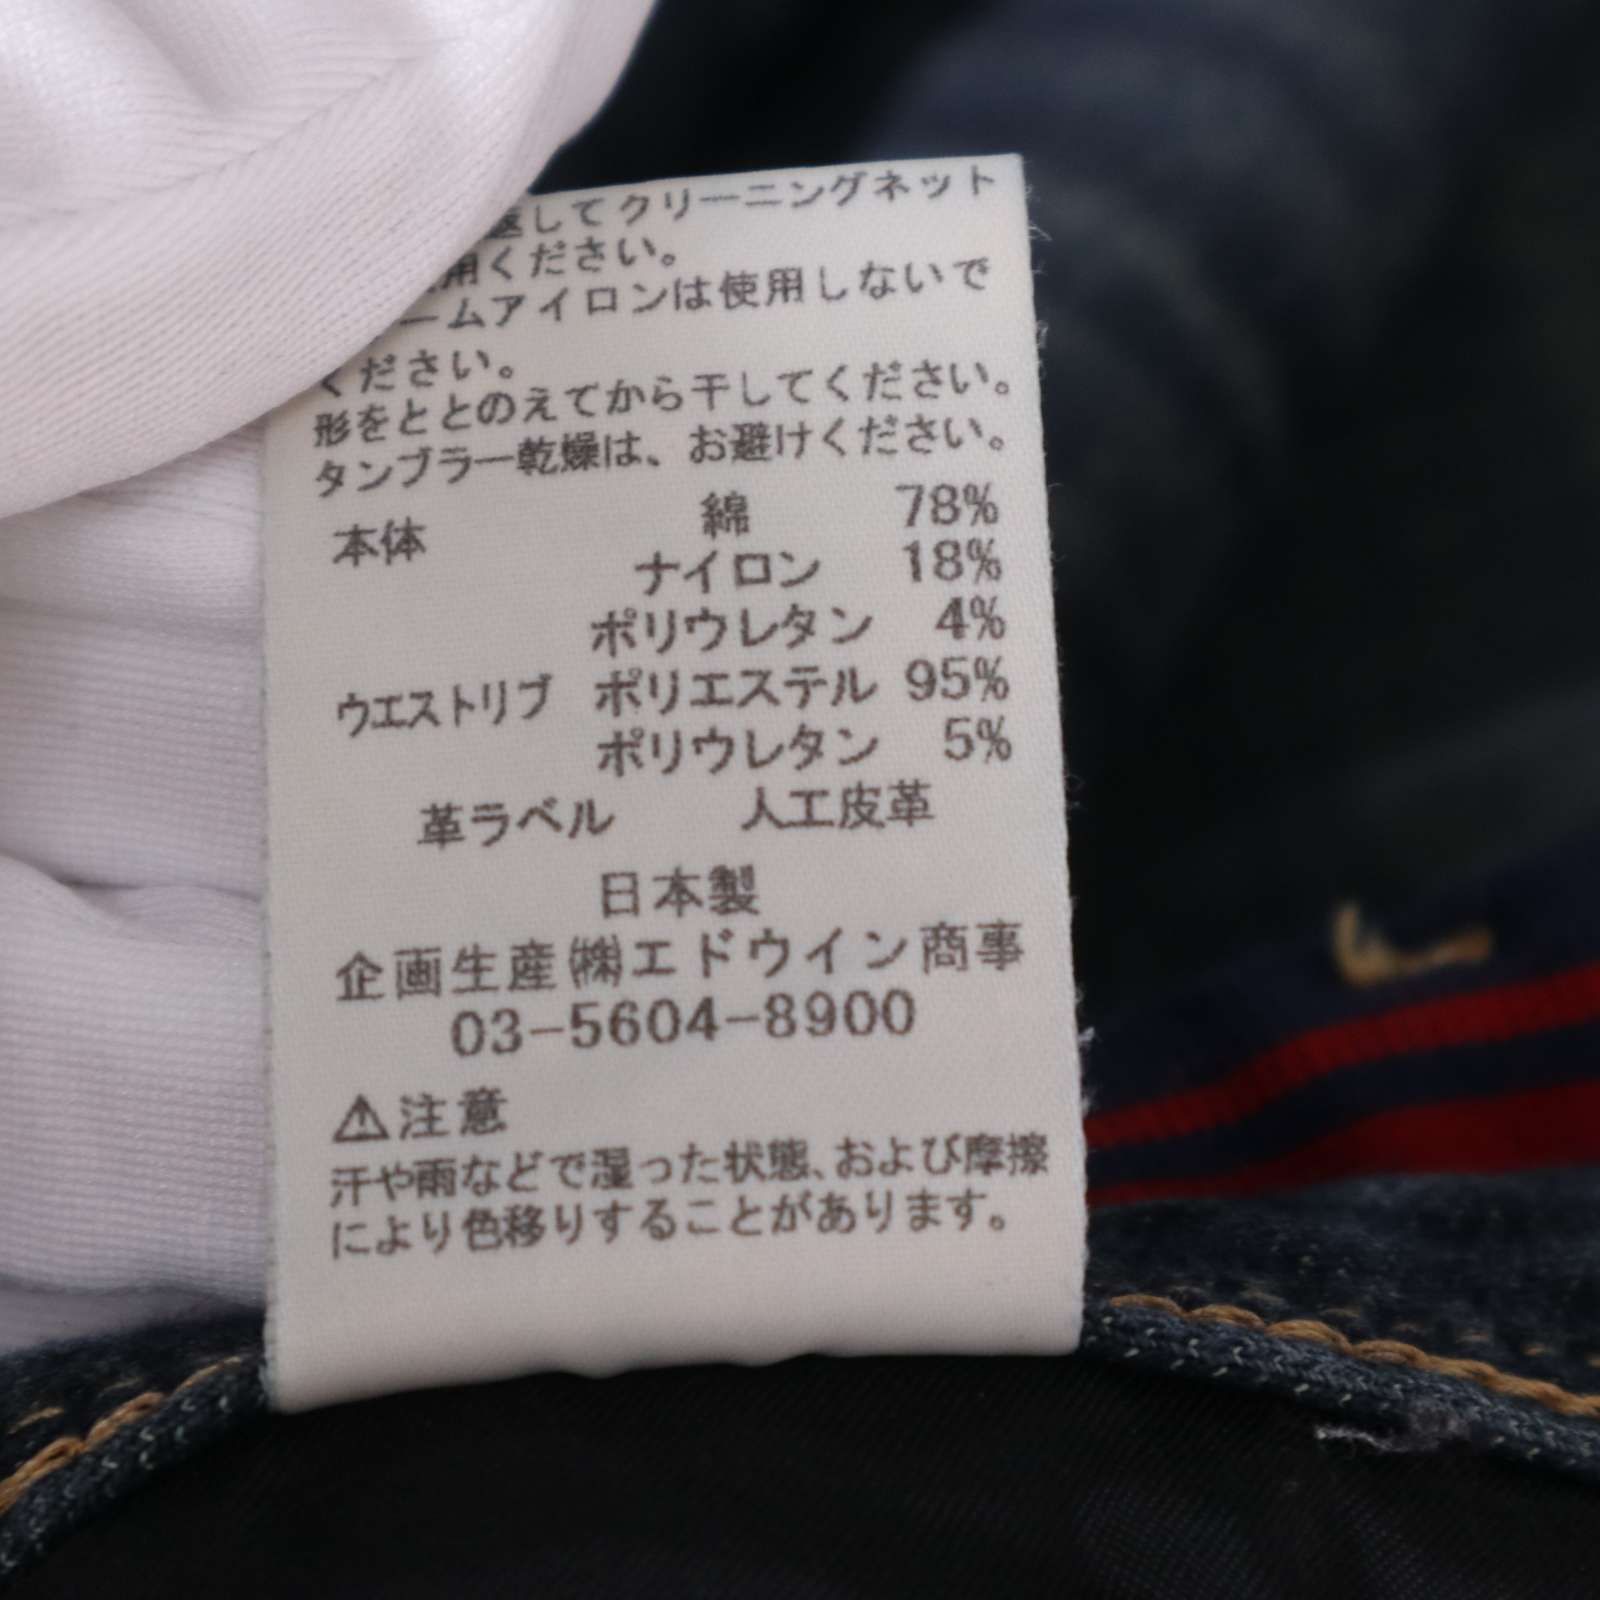 返してクリーニングネット
用ください。
ームアイロンは使用しないで
ください。
形をととのえてから干してください。
タンブラー乾燥は、お避けください。
本体 綿 78%
ナイロン 18%
ポリウレタン 4%
ウエストリブ ポリエステル 95%
ポリウレタン 5%
革ラベル 人工皮革
日本製
企画生産㈱エドウイン商事
03-5604-8900
⚠注意
汗や雨などで湿った状態、および摩擦
により色移りすることがあります。